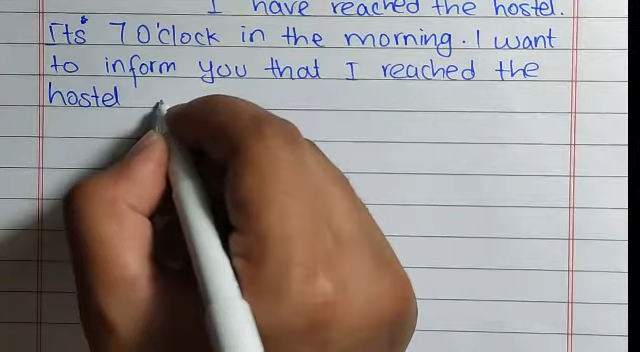 I have reached the hostel.
Its 7 O'clock in the morning. I want
to inform you that I reached the
hostel